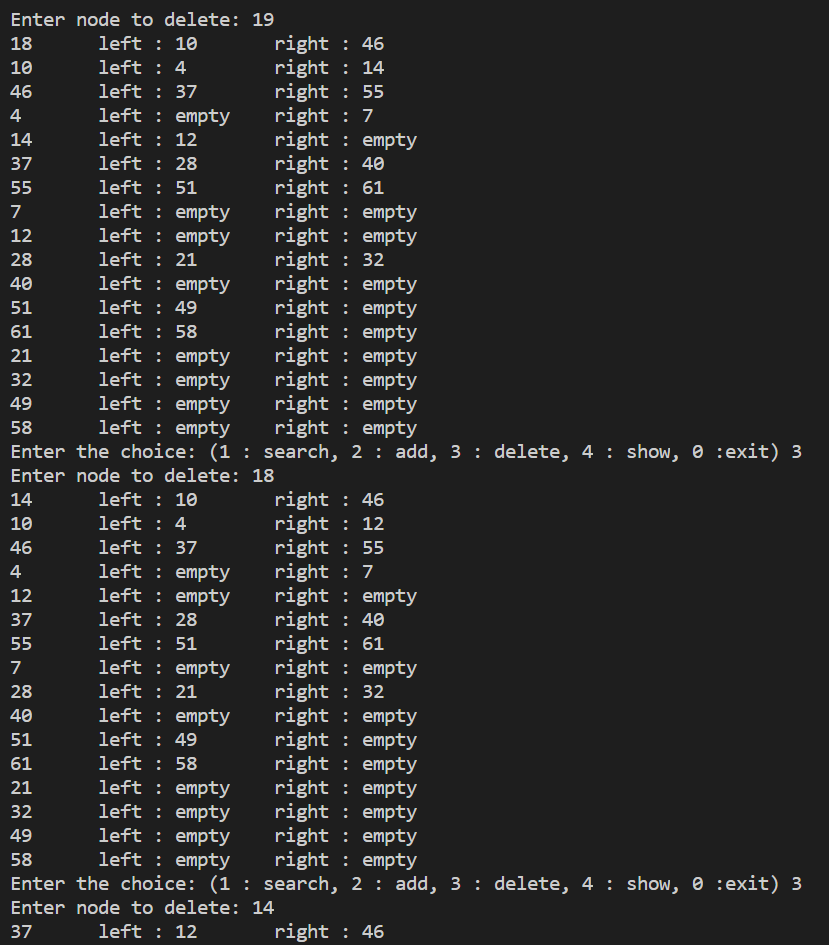 Enter node to delete: 19
18      left : 10       right : 46
10      left : 4        right : 14
46      left : 37       right : 55
4       left : empty    right : 7
14      left : 12       right : empty
37      left : 28       right : 40
55      left : 51       right : 61
7       left : empty    right : empty
12      left : empty    right : empty
28      left : 21       right : 32
40      left : empty    right : empty
51      left : 49       right : empty
61      left : 58       right : empty
21      left : empty    right : empty
32      left : empty    right : empty
49      left : empty    right : empty
58      left : empty    right : empty
Enter the choice: (1 : search, 2 : add, 3 : delete, 4 : show, 0 :exit) 3
Enter node to delete: 18
14      left : 10       right : 46
10      left : 4        right : 12
46      left : 37       right : 55
4       left : empty    right : 7
12      left : empty    right : empty
37      left : 28       right : 40
55      left : 51       right : 61
7       left : empty    right : empty
28      left : 21       right : 32
40      left : empty    right : empty
51      left : 49       right : empty
61      left : 58       right : empty
21      left : empty    right : empty
32      left : empty    right : empty
49      left : empty    right : empty
58      left : empty    right : empty
Enter the choice: (1 : search, 2 : add, 3 : delete, 4 : show, 0 :exit) 3
Enter node to delete: 14
37      left : 12       right : 46